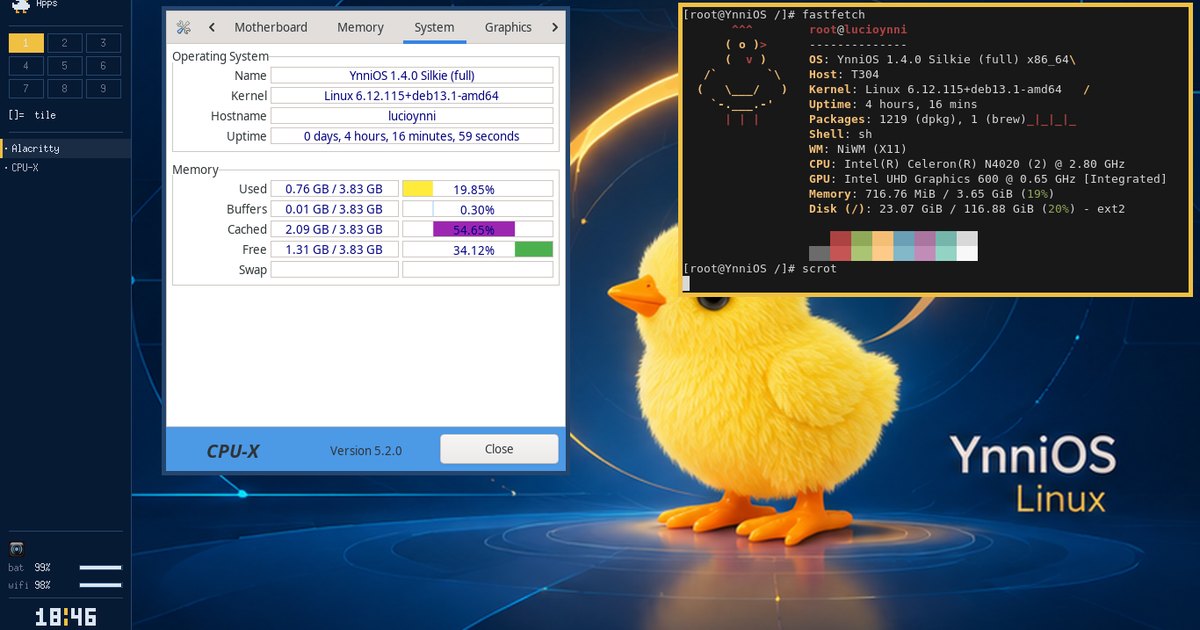 Apps
1 2 3
4 5 6
7 8 9
[]= tile
Alacritty
CPU-X
bat 99%
wifi 98%
18:46
Motherboard Memory System Graphics
Operating System
Name YnniOS 1.4.0 Silkie (full)
Kernel Linux 6.12.115+deb13.1-amd64
Hostname lucioynni
Uptime 0 days, 4 hours, 16 minutes, 59 seconds
Memory
Used 0.76 GB / 3.83 GB 19.85%
Buffers 0.01 GB / 3.83 GB 0.30%
Cached 2.09 GB / 3.83 GB 54.65%
Free 1.31 GB / 3.83 GB 34.12%
Swap
CPU-X Version 5.2.0 Close
[root@YnniOS /]# fastfetch
^^^ root@lucioynni
( o )> --------------
( v ) OS: YnniOS 1.4.0 Silkie (full) x86_64\
/` `\ Host: T304
( \___/ ) Kernel: Linux 6.12.115+deb13.1-amd64 /
`-.___.-' Uptime: 4 hours, 16 mins
| | | Packages: 1219 (dpkg), 1 (brew)_|_|_|_
Shell: sh
WM: NiWM (X11)
CPU: Intel(R) Celeron(R) N4020 (2) @ 2.80 GHz
GPU: Intel UHD Graphics 600 @ 0.65 GHz [Integrated]
Memory: 716.76 MiB / 3.65 GiB (19%)
Disk (/): 23.07 GiB / 116.88 GiB (20%) - ext2
[root@YnniOS /]# scrot
YnniOS
Linux